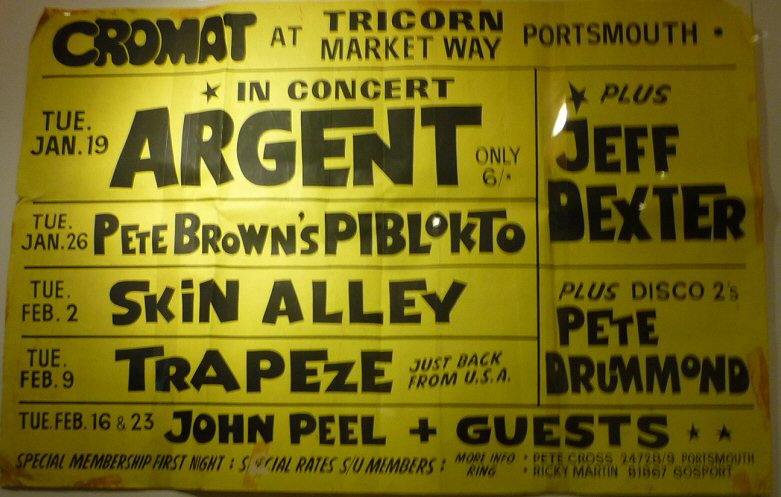 CROMAT AT TRICORN MARKET WAY PORTSMOUTH •
★ IN CONCERT
TUE. JAN. 19 ARGENT ONLY 6/-
TUE. JAN. 26 PETE BROWN'S PIBLOKTO
TUE. FEB. 2 SKiN ALLEY
TUE. FEB. 9 TRAPEZE JUST BACK FROM U.S.A.
★ PLUS
JEFF
DEXTER
PLUS DISCO 2's
PETE
DRUMMOND
TUE. FEB. 16 & 23 JOHN PEEL + GUESTS ★ ★
SPECIAL MEMBERSHIP FIRST NIGHT : SPECIAL RATES S/U MEMBERS :
MORE INFO RING
• PETE CROSS 24728/9 PORTSMOUTH
• RICKY MARTIN 81867 GOSPORT